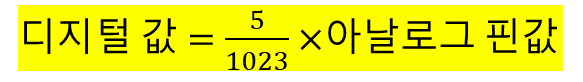 디지털 값 = 5/1023 ×아날로그 핀값